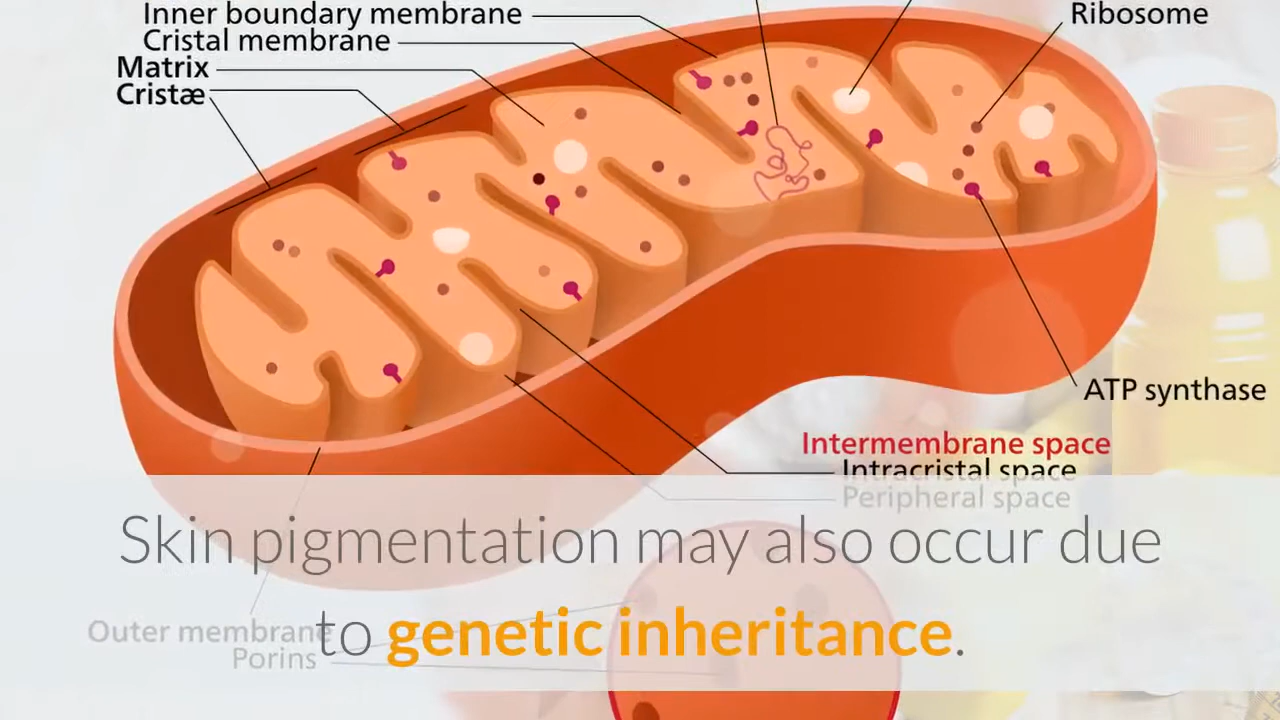 Inner boundary membrane
Cristal membrane
Matrix
Cristæ
Ribosome
ATP synthase
Intermembrane space
Intracristal space
Peripheral space
Skin pigmentation may also occur due
to genetic inheritance.
Outer membrane
Porins